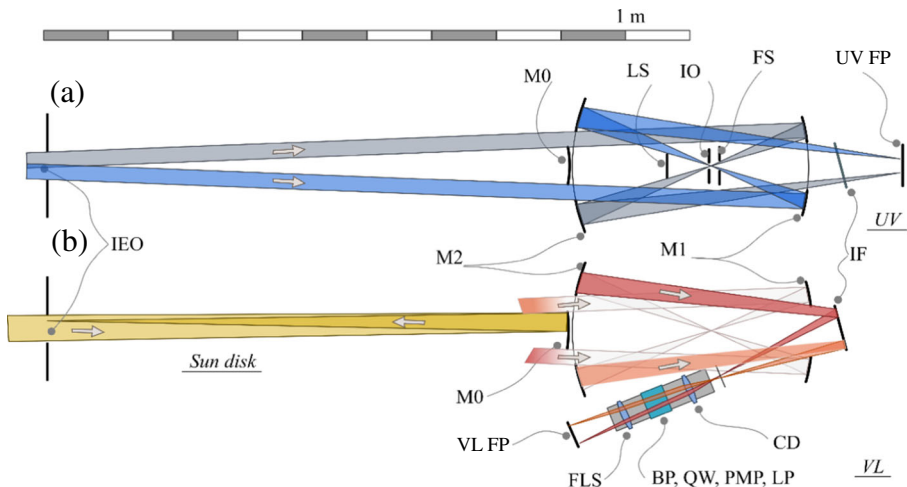 1 m
UV FP
M0
LS
IO
FS
(a)
UV
(b)
IEO
M2
M1
IF
Sun disk
M0
VL FP
CD
FLS
BP, QW, PMP, LP
VL